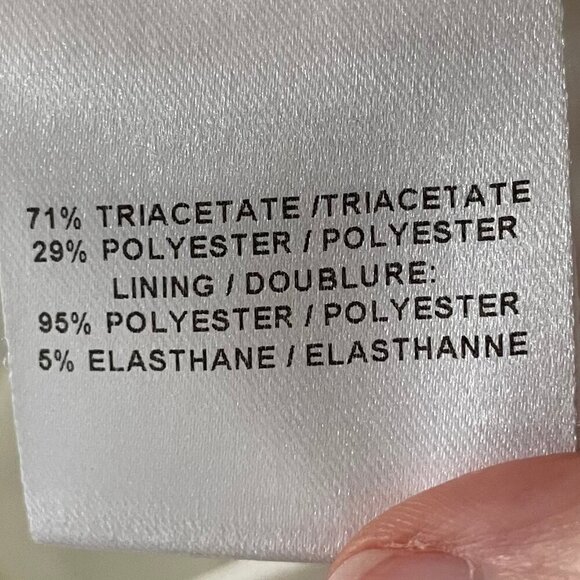 71% TRIACETATE /TRIACETATE
29% POLYESTER / POLYESTER
LINING / DOUBLURE:
95% POLYESTER / POLYESTER
5% ELASTHANE / ELASTHANNE